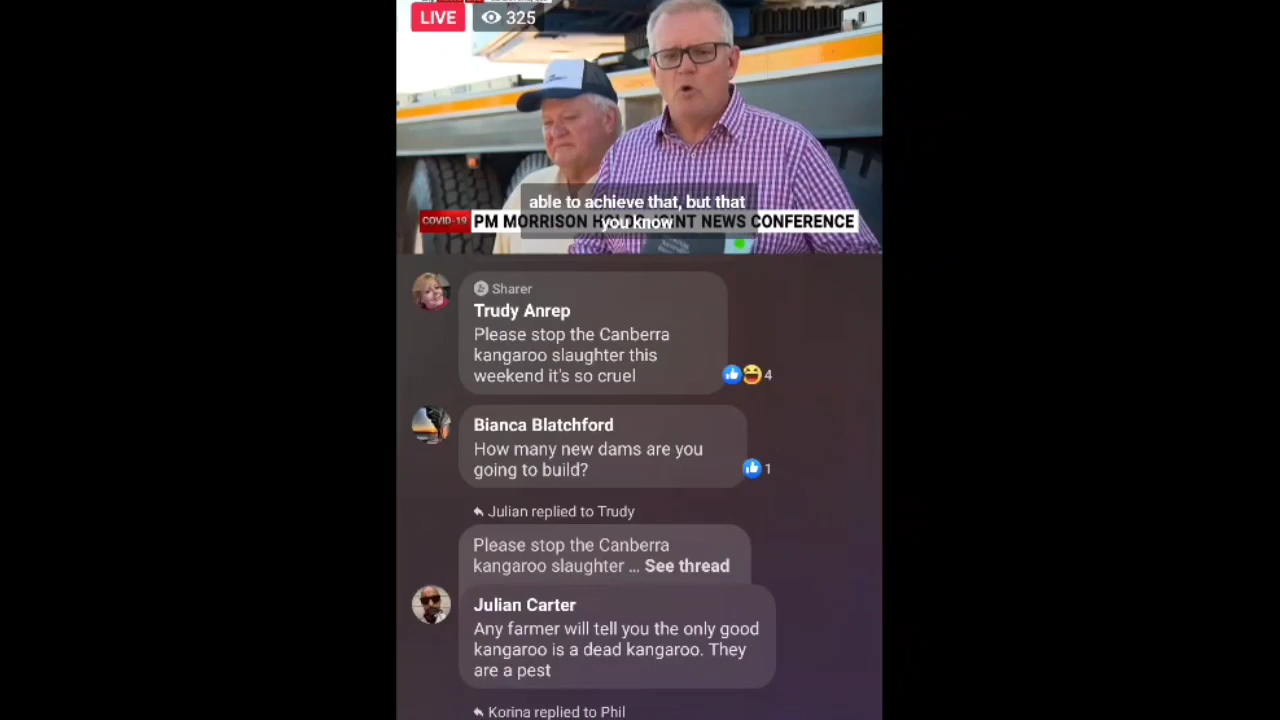 LIVE
325
able to achieve that, but that
you know
COVID-19
PM MORRISON HOLDS JOINT NEWS CONFERENCE
Sharer
Trudy Anrep
Please stop the Canberra
kangaroo slaughter this
weekend it's so cruel
4
Bianca Blatchford
How many new dams are you
going to build?
1
Julian replied to Trudy
Please stop the Canberra
kangaroo slaughter ... See thread
Julian Carter
Any farmer will tell you the only good
kangaroo is a dead kangaroo. They
are a pest
Korina replied to Phil